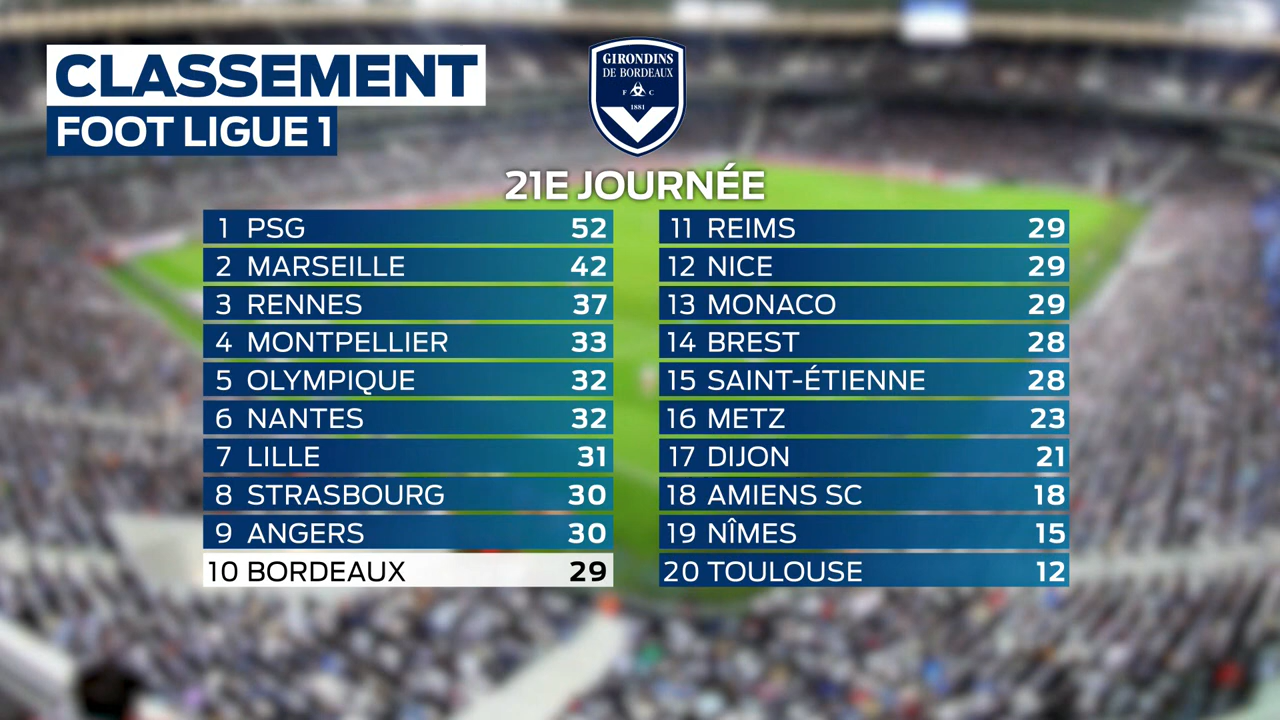 CLASSEMENT
FOOT LIGUE 1
GIRONDINS
DE BORDEAUX
F C
1881
21E JOURNÉE
1 PSG 52
2 MARSEILLE 42
3 RENNES 37
4 MONTPELLIER 33
5 OLYMPIQUE 32
6 NANTES 32
7 LILLE 31
8 STRASBOURG 30
9 ANGERS 30
10 BORDEAUX 29
11 REIMS 29
12 NICE 29
13 MONACO 29
14 BREST 28
15 SAINT-ÉTIENNE 28
16 METZ 23
17 DIJON 21
18 AMIENS SC 18
19 NÎMES 15
20 TOULOUSE 12